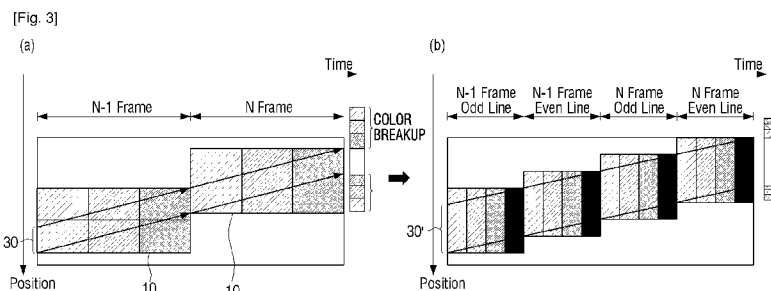 [Fig. 3]
(a)
Time
N-1 Frame
N Frame
COLOR
BREAKUP
30
10
10
Position
(b)
Time
N-1 Frame
Odd Line
N-1 Frame
Even Line
N Frame
Odd Line
N Frame
Even Line
30'
Position